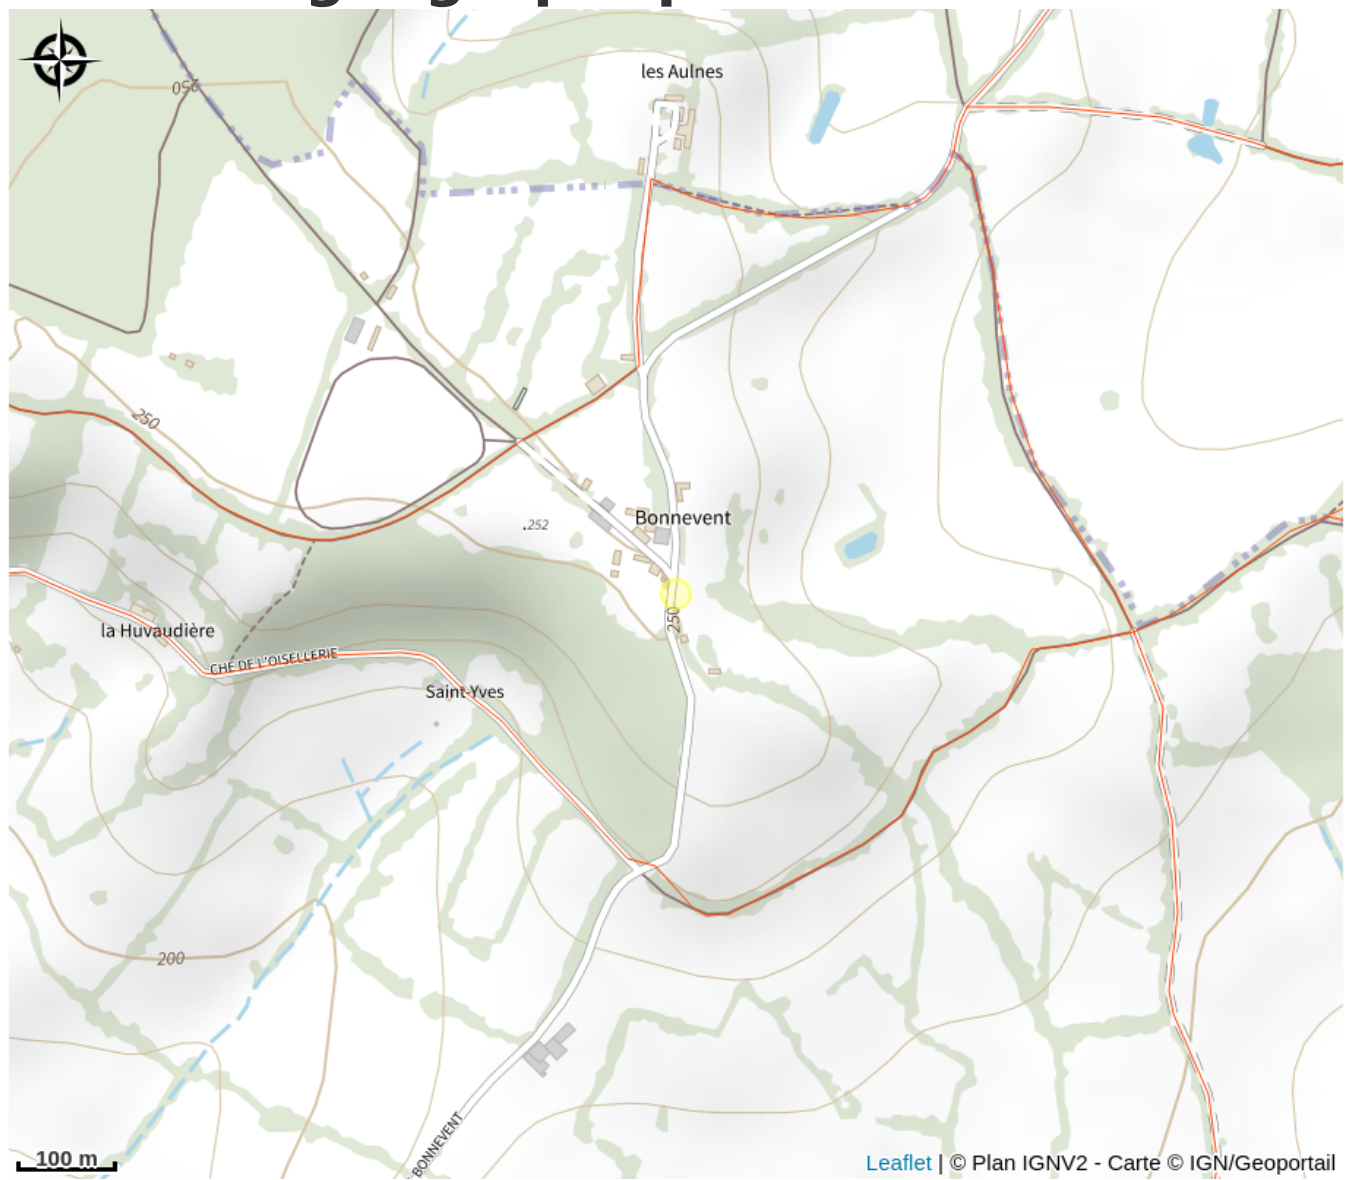 les Aulnes
050
250
.252
Bonnevent
250
la Huvaudière
CHE DE L'OISELLERIE
Saint-Yves
200
BONNEVENT
100 m
Leaflet | © Plan IGNV2 - Carte © IGN/Geoportail